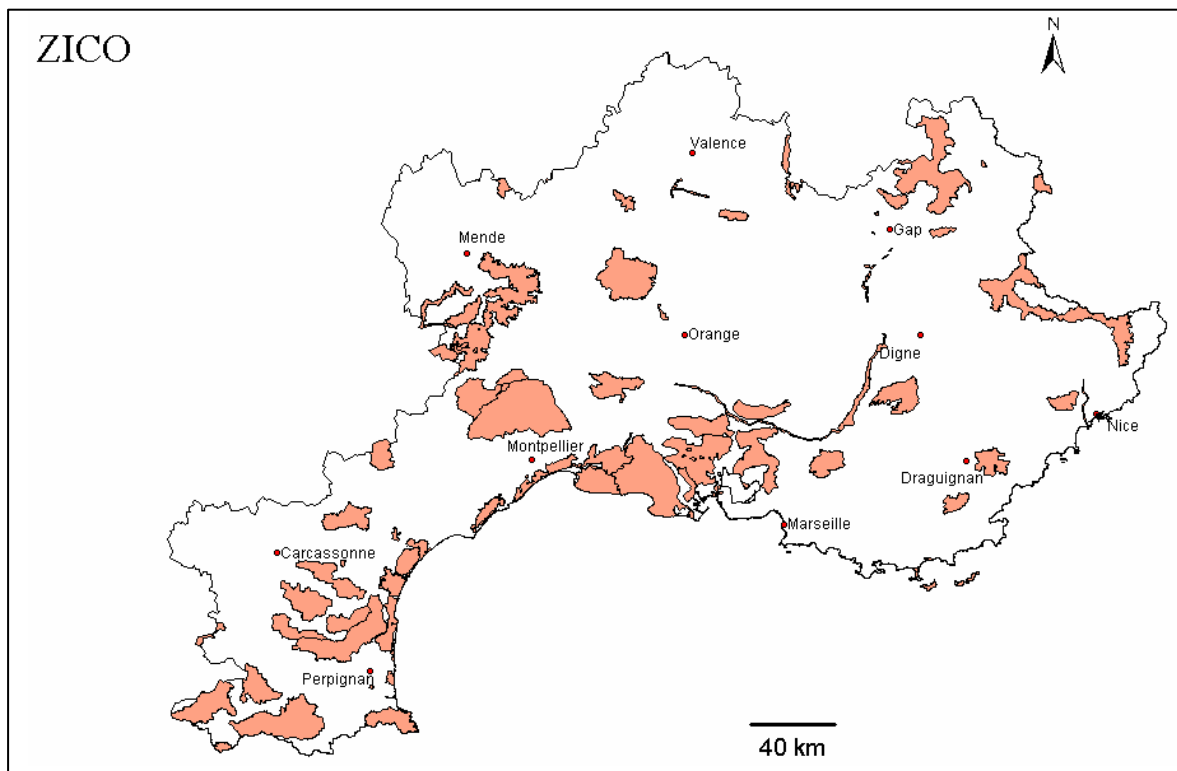 ZICO
N
Valence
Gap
Mende
Orange
Digne
Nice
Montpellier
Draguignan
Marseille
Carcassonne
Perpignan
40 km